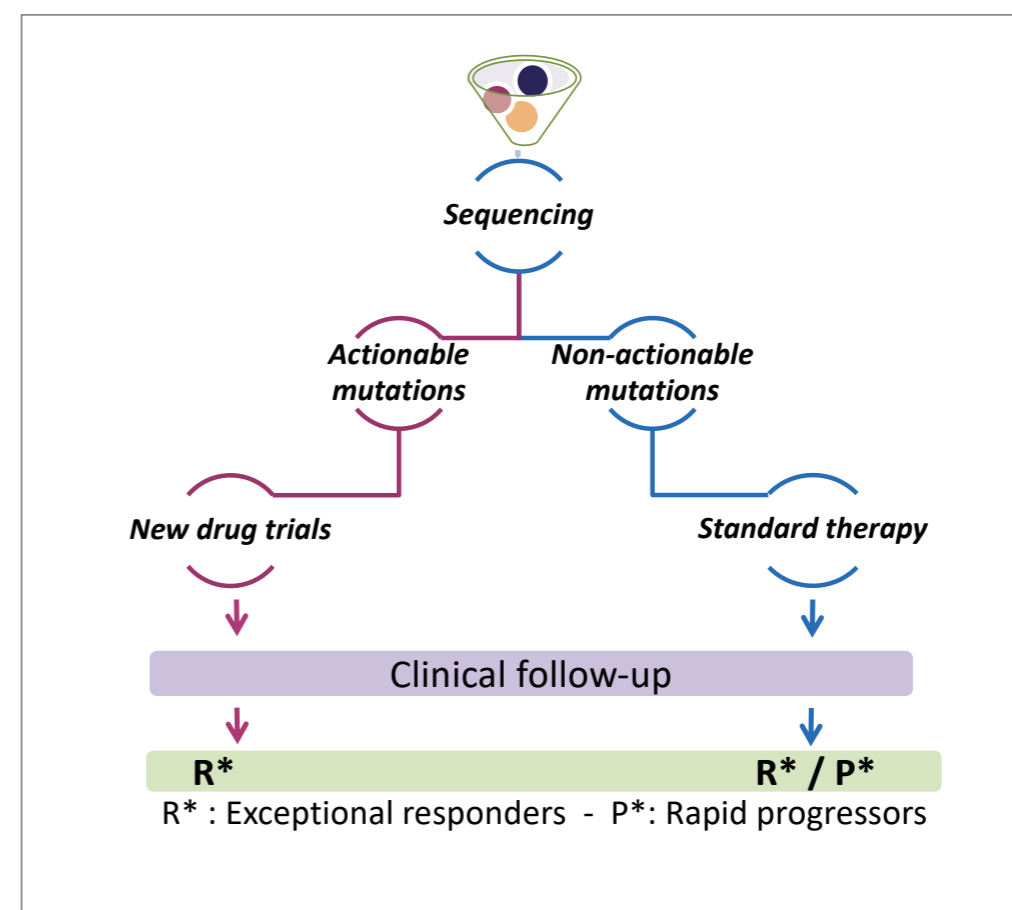 Sequencing
Actionable
mutations
Non-actionable
mutations
New drug trials
Standard therapy
Clinical follow-up
R*
R* / P*
R* : Exceptional responders - P*: Rapid progressors